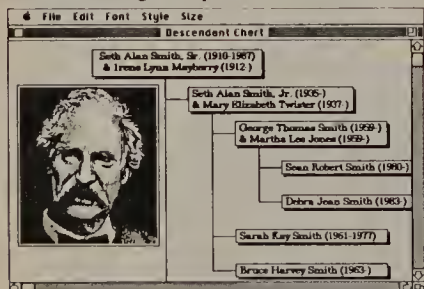 File Edit Font Style Size
Descendant Chart
Seth Alan Smith, Sr. (1910-1987)
& Irene Lynn Mayberry (1912-)
Seth Alan Smith, Jr. (1935-)
& Mary Elizabeth Twister (1937-)
George Thomas Smith (1959-)
& Martha Lee Jones (1959-)
Sean Robert Smith (1980-)
Debra Jean Smith (1983-)
Sarah Kay Smith (1961-1977)
Bruce Harvey Smith (1963-)